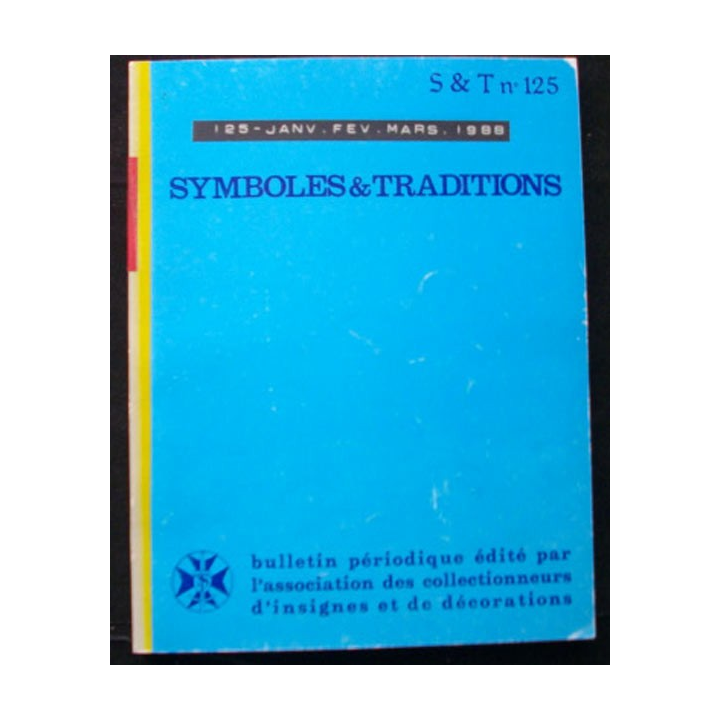 S & T n° 125
125-JANV.FEV.MARS.1988
SYMBOLES & TRADITIONS
bulletin périodique édité par
l'association des collectionneurs
d'insignes et de décorations